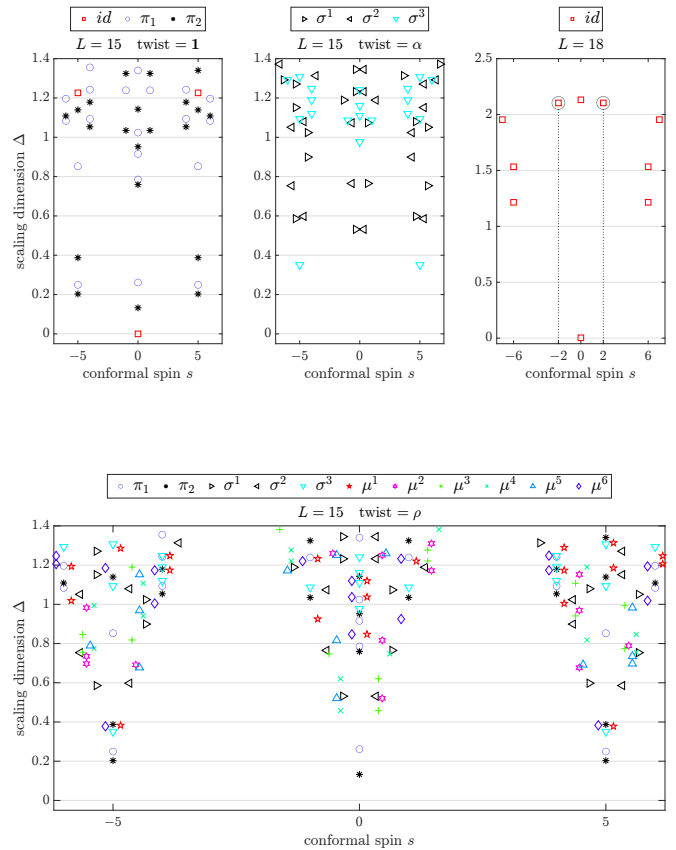 id π₁ π₂
L = 15 twist = 1
σ¹ σ² σ³
L = 15 twist = α
id
L = 18
scaling dimension Δ
1.4
1.2
1
0.8
0.6
0.4
0.2
0
−5 0 5
conformal spin s
1.4
1.2
1
0.8
0.6
0.4
0.2
0
−5 0 5
conformal spin s
2.5
2
1.5
1
0.5
0
−6 −2 0 2 6
conformal spin s
π₁ π₂ σ¹ σ² σ³ μ¹ μ² μ³ μ⁴ μ⁵ μ⁶
L = 15 twist = ρ
scaling dimension Δ
1.4
1.2
1
0.8
0.6
0.4
0.2
0
−5 0 5
conformal spin s